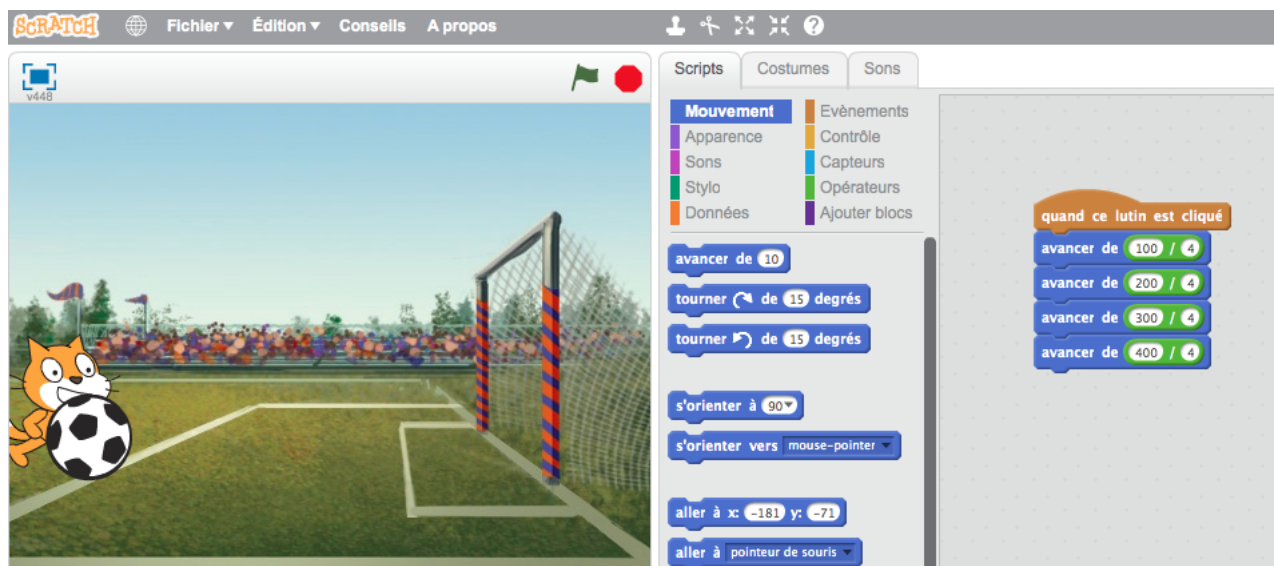 SCRATCH Fichier Édition Conseils A propos
v448
Scripts Costumes Sons
Mouvement Evènements
Apparence Contrôle
Sons Capteurs
Stylo Opérateurs
Données Ajouter blocs
avancer de 10
tourner de 15 degrés
tourner de 15 degrés
s'orienter à 90
s'orienter vers mouse-pointer
aller à x: -181 y: -71
aller à pointeur de souris
quand ce lutin est cliqué
avancer de 100 / 4
avancer de 200 / 4
avancer de 300 / 4
avancer de 400 / 4